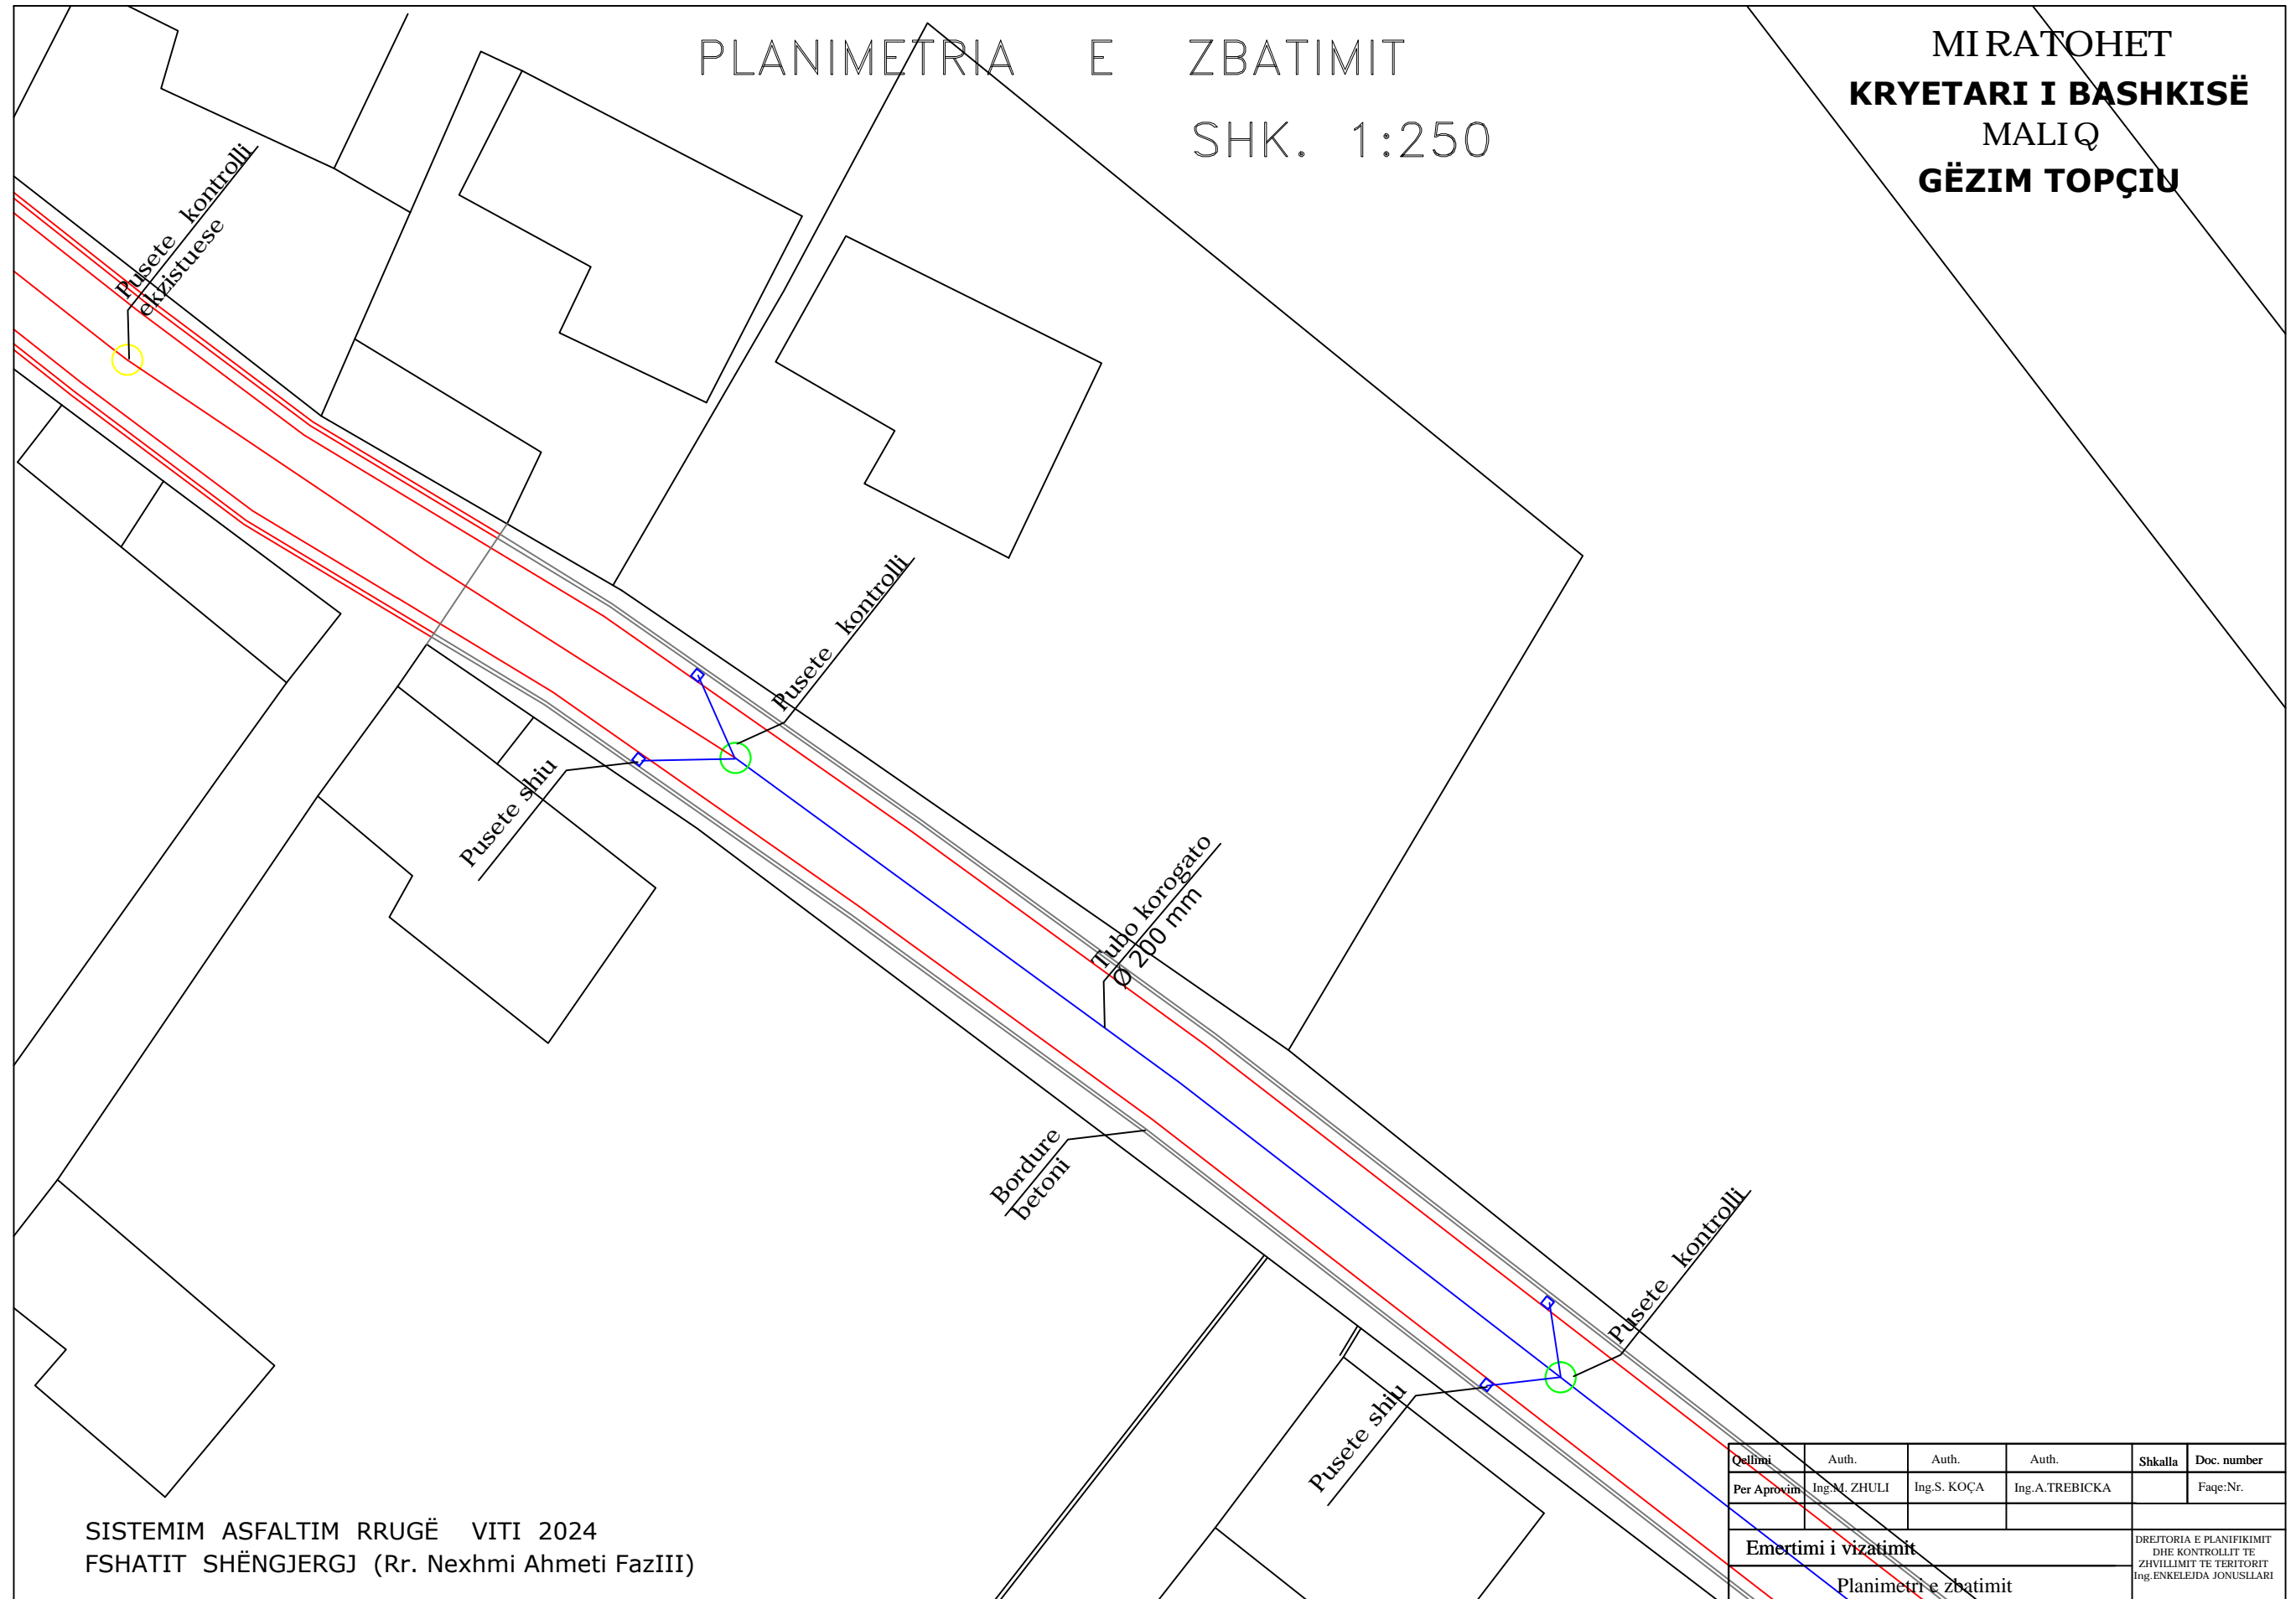 PLANIMETRIA E ZBATIMIT
SHK. 1:250
MIRATOHET
KRYETARI I BASHKISË
MALIQ
GËZIM TOPÇIU
Pusete kontrolli
ekzistuese
Pusete kontrolli
Pusete shiu
Tubo korogato
Ø 200 mm
Bordure
betoni
Pusete kontrolli
Pusete shiu
SISTEMIM ASFALTIM RRUGË VITI 2024
FSHATIT SHËNGJERGJ (Rr. Nexhmi Ahmeti FazIII)
Qellimi Auth. Auth. Auth. Shkalla Doc. number
Per Aprovim Ing.M. ZHULI Ing.S. KOÇA Ing.A.TREBICKA Faqe:Nr.
Emertimi i vizatimit
Planimetri e zbatimit
DREJTORIA E PLANIFIKIMIT
DHE KONTROLLIT TE
ZHVILLIMIT TE TERITORIT
Ing.ENKELEJDA JONUSLLARI